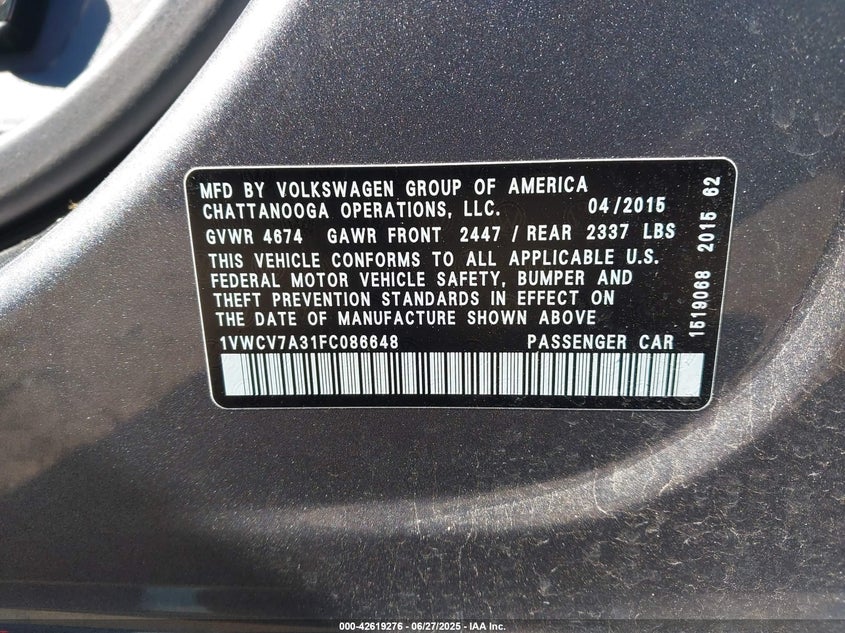 MFD BY VOLKSWAGEN GROUP OF AMERICA
CHATTANOOGA OPERATIONS, LLC. 04/2015
GVWR 4674 GAWR FRONT 2447 / REAR 2337 LBS
THIS VEHICLE CONFORMS TO ALL APPLICABLE U.S.
FEDERAL MOTOR VEHICLE SAFETY, BUMPER AND
THEFT PREVENTION STANDARDS IN EFFECT ON
THE DATE OF MANUFACTURE SHOWN ABOVE
1VWCV7A31FC086648 PASSENGER CAR
1519068 2015 62
000-42619276 - 06/27/2025 - IAA Inc.